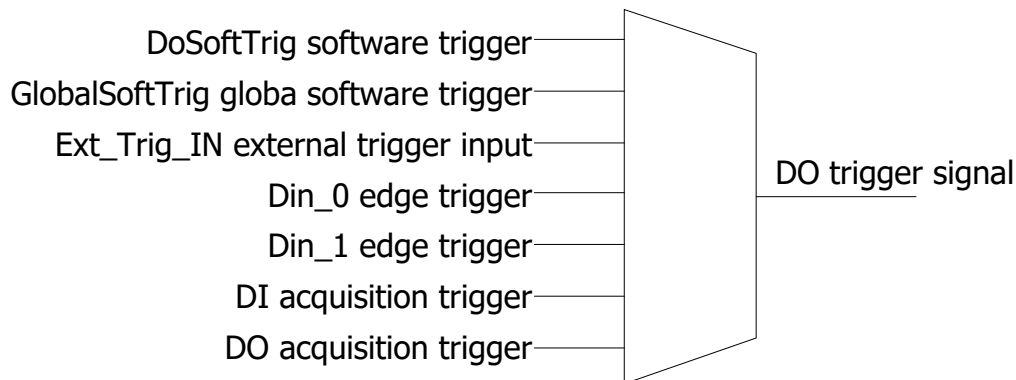 DoSoftTrig software trigger
GlobalSoftTrig globa software trigger
Ext_Trig_IN external trigger input
Din_0 edge trigger
Din_1 edge trigger
DI acquisition trigger
DO acquisition trigger
DO trigger signal